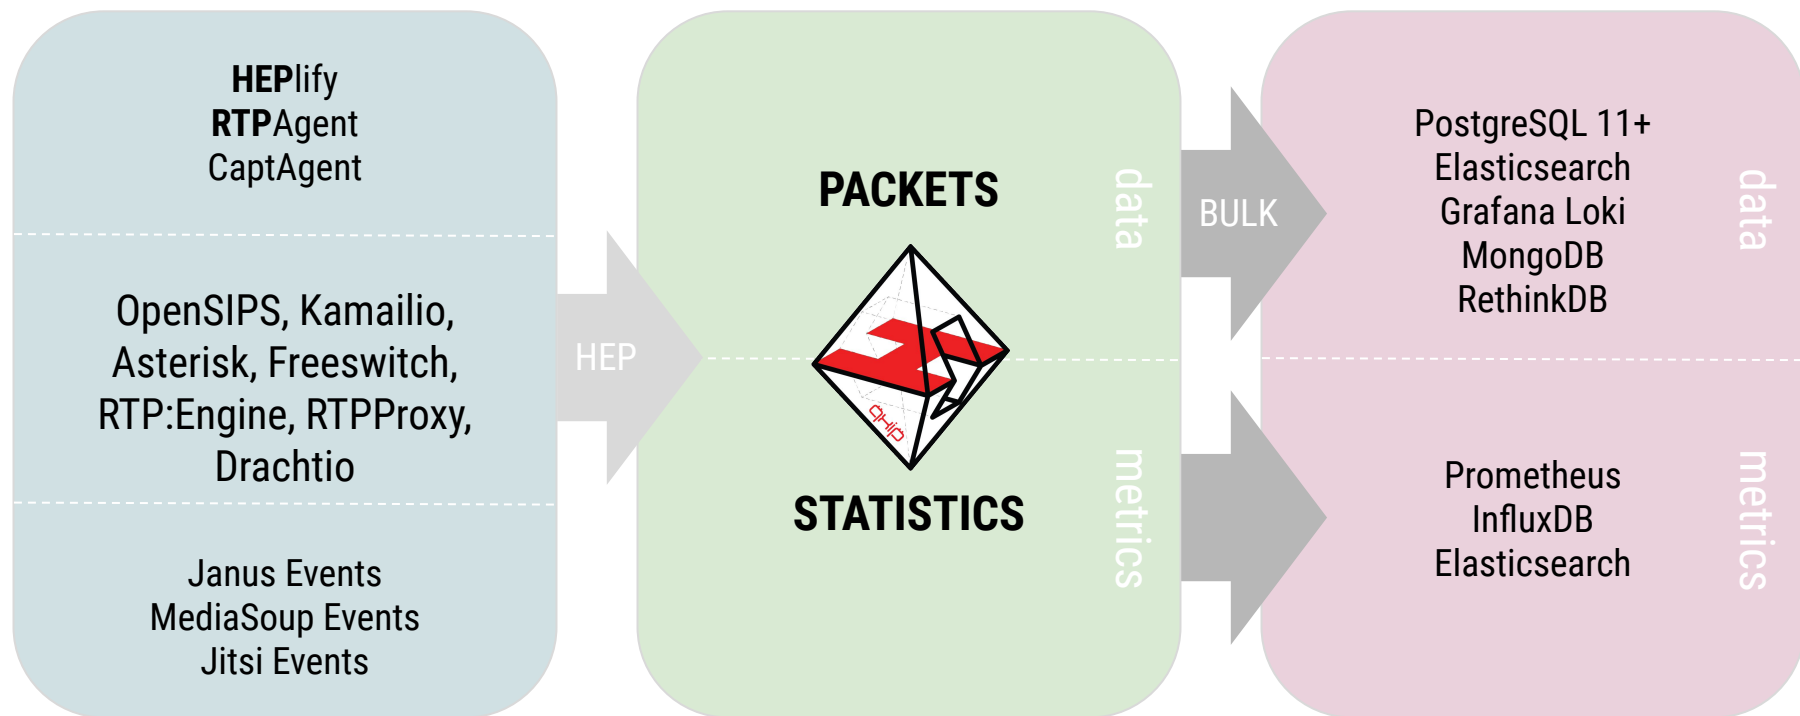 HEPlify
RTPAgent
CaptAgent
OpenSIPS, Kamailio,
Asterisk, Freeswitch,
RTP:Engine, RTPProxy,
Drachtio
Janus Events
MediaSoup Events
Jitsi Events
HEP
PACKETS
qxip
STATISTICS
data
metrics
BULK
PostgreSQL 11+
Elasticsearch
Grafana Loki
MongoDB
RethinkDB
data
Prometheus
InfluxDB
Elasticsearch
metrics